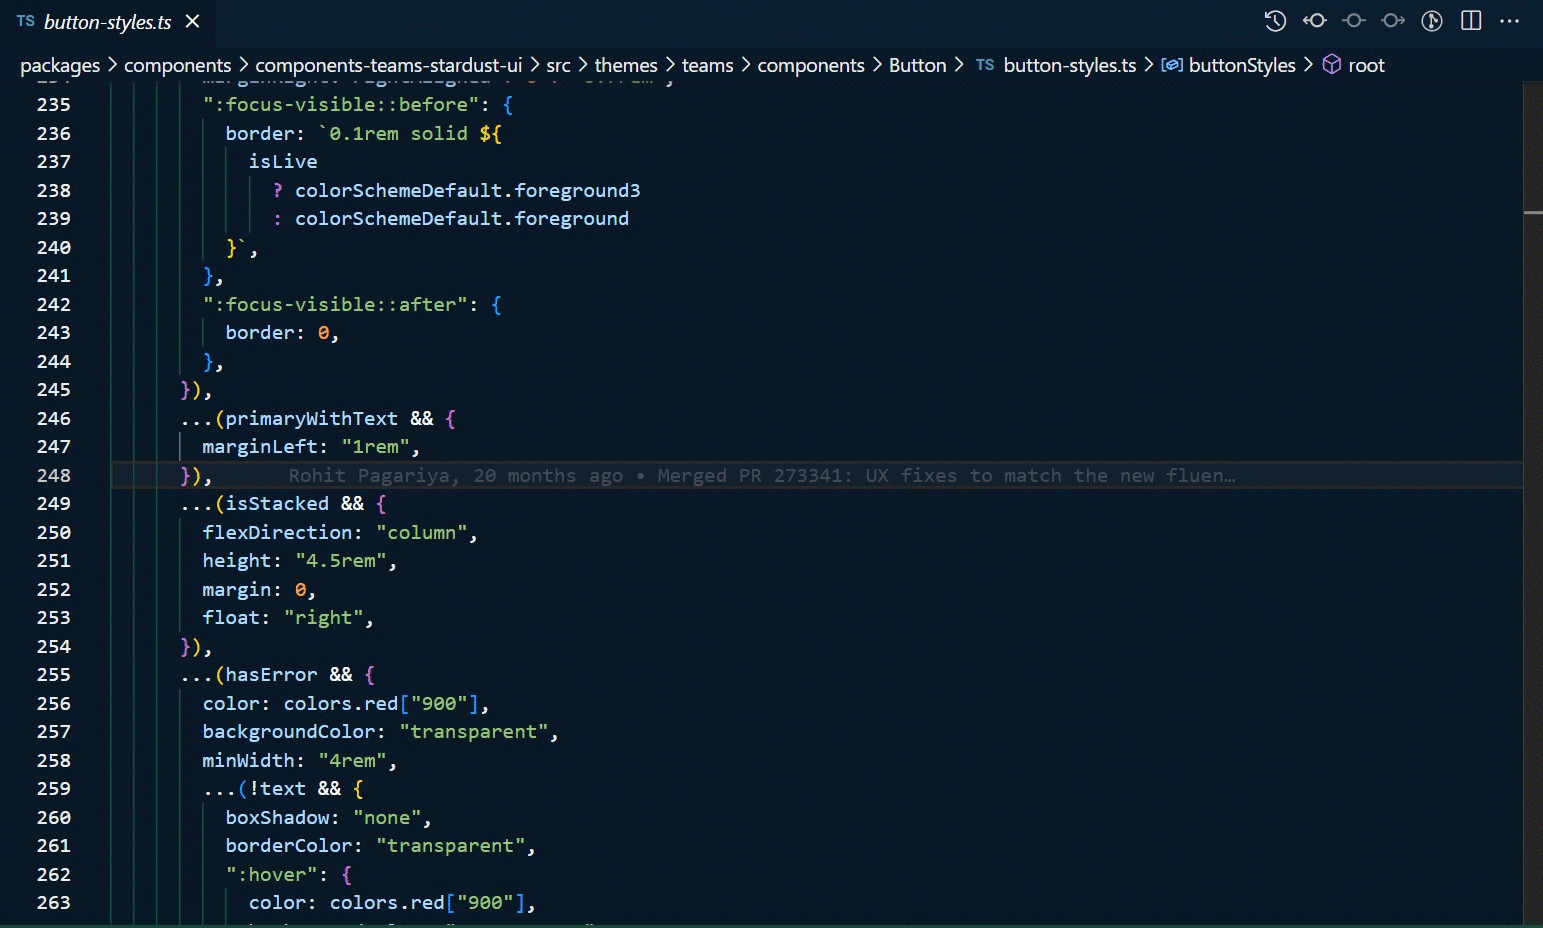 TS button-styles.ts
packages > components > components-teams-stardust-ui > src > themes > teams > components > Button > TS button-styles.ts > buttonStyles > root
235 ":focus-visible::before": {
236 border: `0.1rem solid ${
237 isLive
238 ? colorSchemeDefault.foreground3
239 : colorSchemeDefault.foreground
240 }`,
241 },
242 ":focus-visible::after": {
243 border: 0,
244 },
245 }),
246 ...(primaryWithText && {
247 marginLeft: "1rem",
248 }), Rohit Pagariya, 20 months ago • Merged PR 273341: UX fixes to match the new fluen…
249 ...(isStacked && {
250 flexDirection: "column",
251 height: "4.5rem",
252 margin: 0,
253 float: "right",
254 }),
255 ...(hasError && {
256 color: colors.red["900"],
257 backgroundColor: "transparent",
258 minWidth: "4rem",
259 ...(!text && {
260 boxShadow: "none",
261 borderColor: "transparent",
262 ":hover": {
263 color: colors.red["900"],